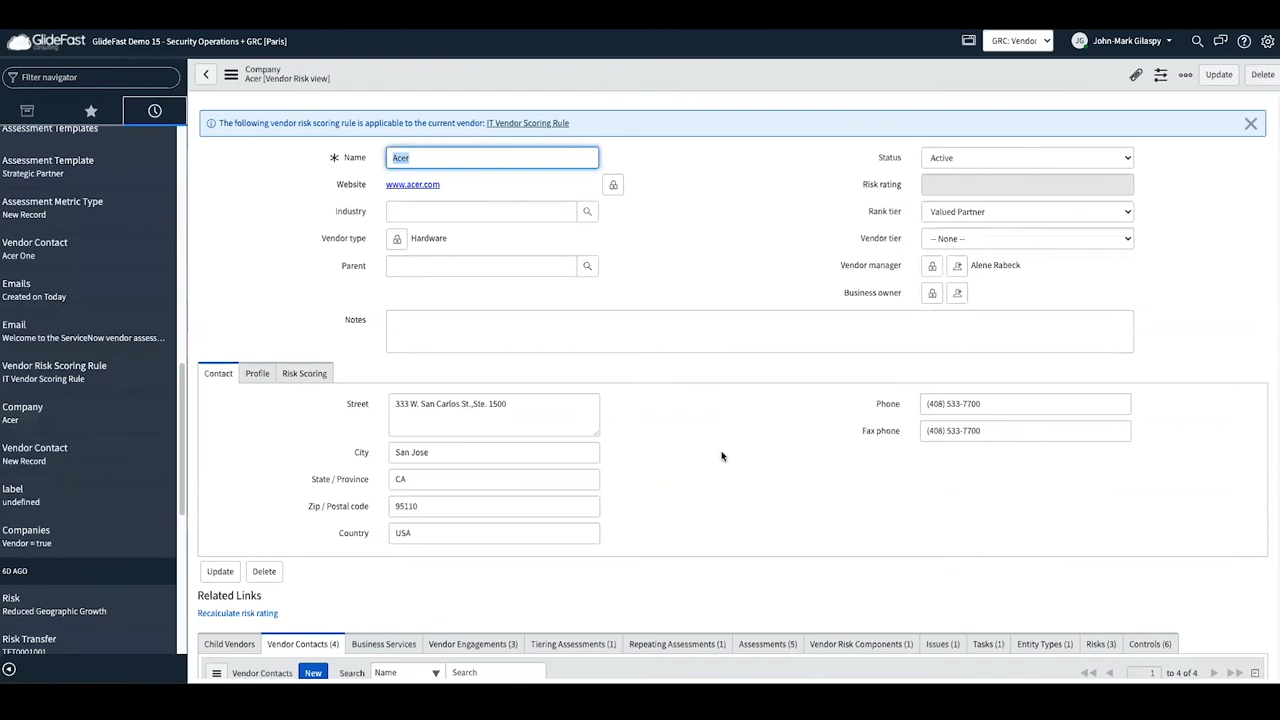 GlideFast
consulting
GlideFast Demo 15 - Security Operations + GRC [Paris]
GRC: Vendor
JG
John-Mark Gilaspy
Filter navigator
Company
Acer [Vendor Risk view]
Update
Delete
Assessment Templates
Assessment Template
Strategic Partner
Assessment Metric Type
New Record
Vendor Contact
Acer One
Emails
Created on Today
Email
Welcome to the ServiceNow vendor assess...
Vendor Risk Scoring Rule
IT Vendor Scoring Rule
Company
Acer
Vendor Contact
New Record
label
undefined
Companies
Vendor = true
6D AGO
Risk
Reduced Geographic Growth
Risk Transfer
TFT0001001
The following vendor risk scoring rule is applicable to the current vendor: IT Vendor Scoring Rule
Name Acer
Website www.acer.com
Industry
Vendor type Hardware
Parent
Notes
Status Active
Risk rating
Rank tier Valued Partner
Vendor tier -- None --
Vendor manager Alene Rabeck
Business owner
Contact Profile Risk Scoring
Street 333 W. San Carlos St.,Ste. 1500
City San Jose
State / Province CA
Zip / Postal code 95110
Country USA
Phone (408) 533-7700
Fax phone (408) 533-7700
Update Delete
Related Links
Recalculate risk rating
Child Vendors Vendor Contacts (4) Business Services Vendor Engagements (3) Tiering Assessments (1) Repeating Assessments (1) Assessments (5) Vendor Risk Components (1) Issues (1) Tasks (1) Entity Types (1) Risks (3) Controls (6)
Vendor Contacts New Search Name Search 1 to 4 of 4